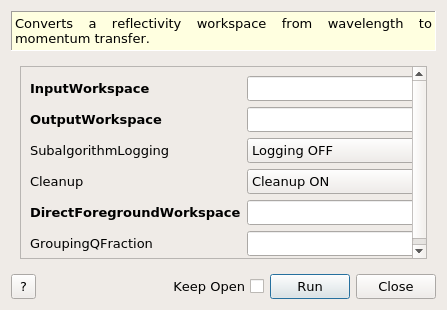 Converts a reflectivity workspace from wavelength to
momentum transfer.
InputWorkspace
OutputWorkspace
SubalgorithmLogging Logging OFF
Cleanup Cleanup ON
DirectForegroundWorkspace
GroupingQFraction
? Keep Open Run Close